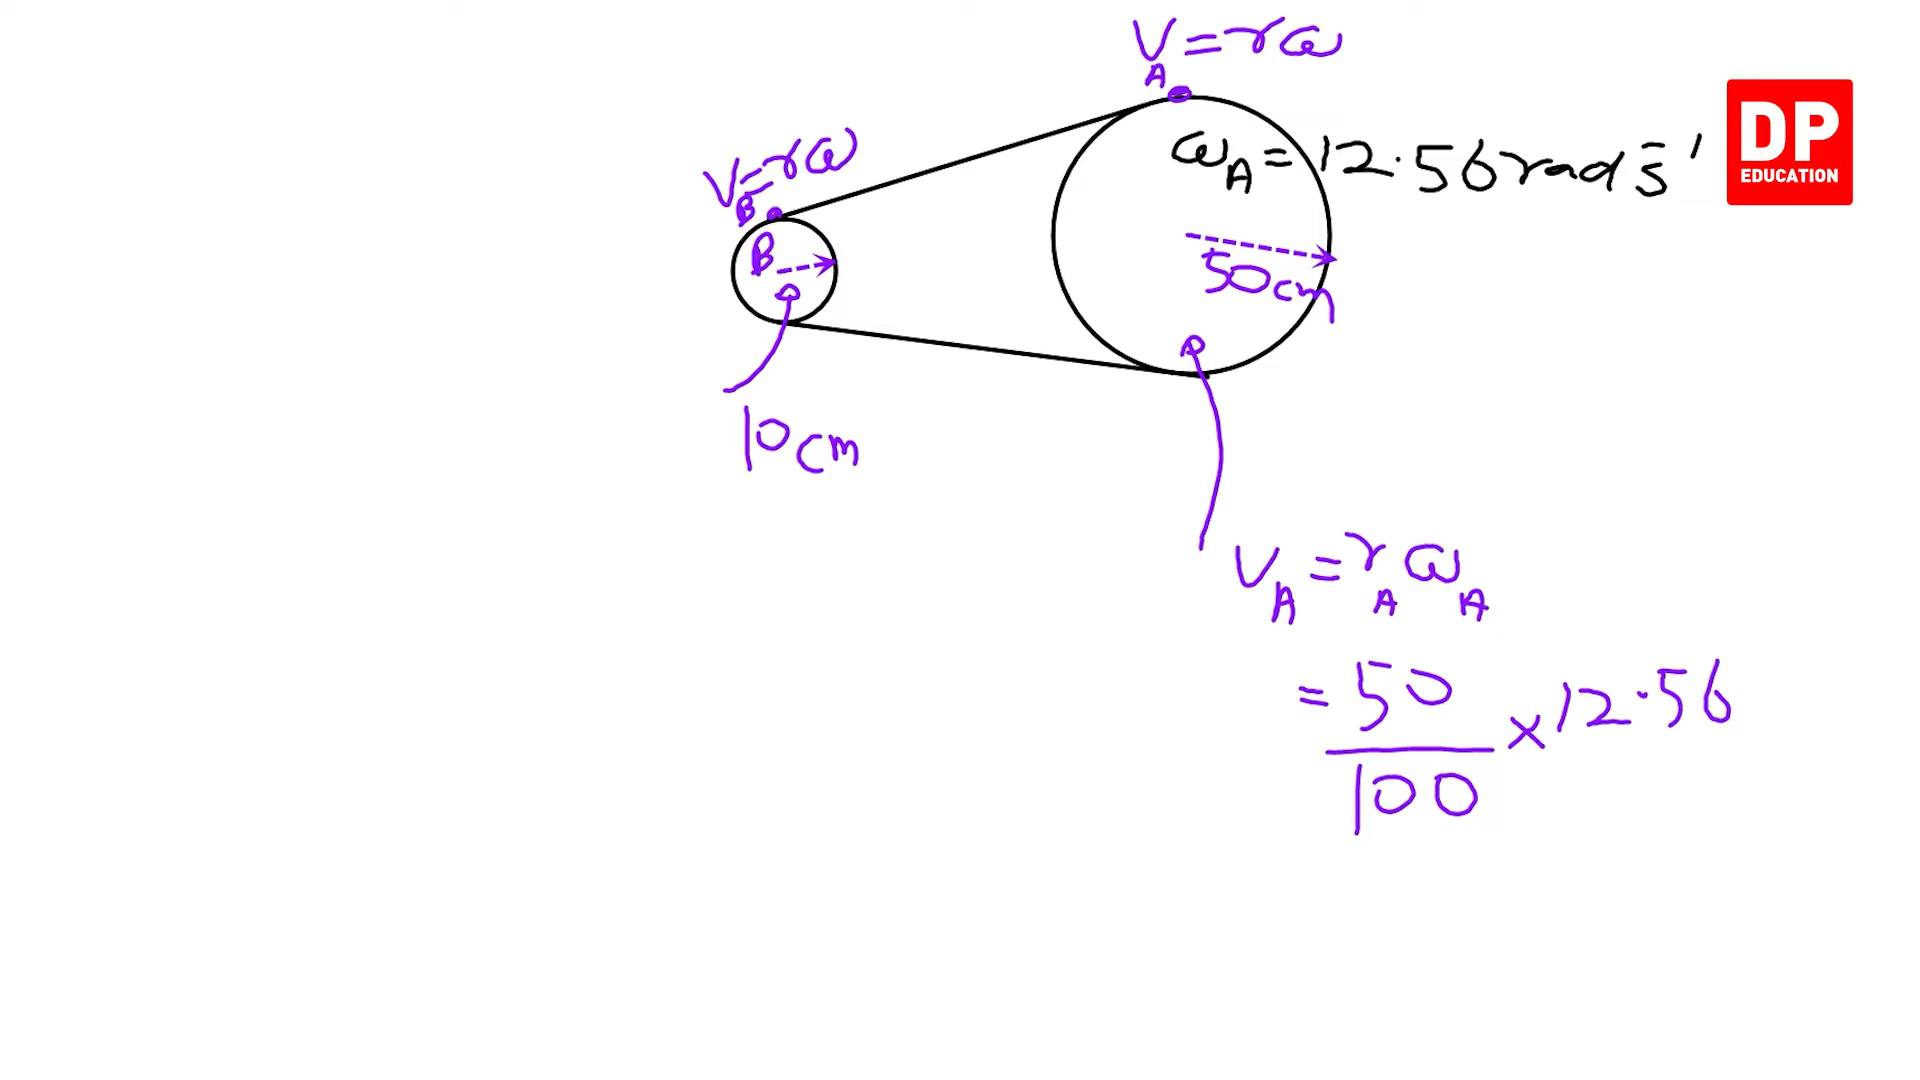 V_A = rω
DP
EDUCATION
ω_A = 12.56 rad s⁻¹
V_B = rω
B
50cm
10cm
V_A = r_A ω_A
= 50/100 × 12.56